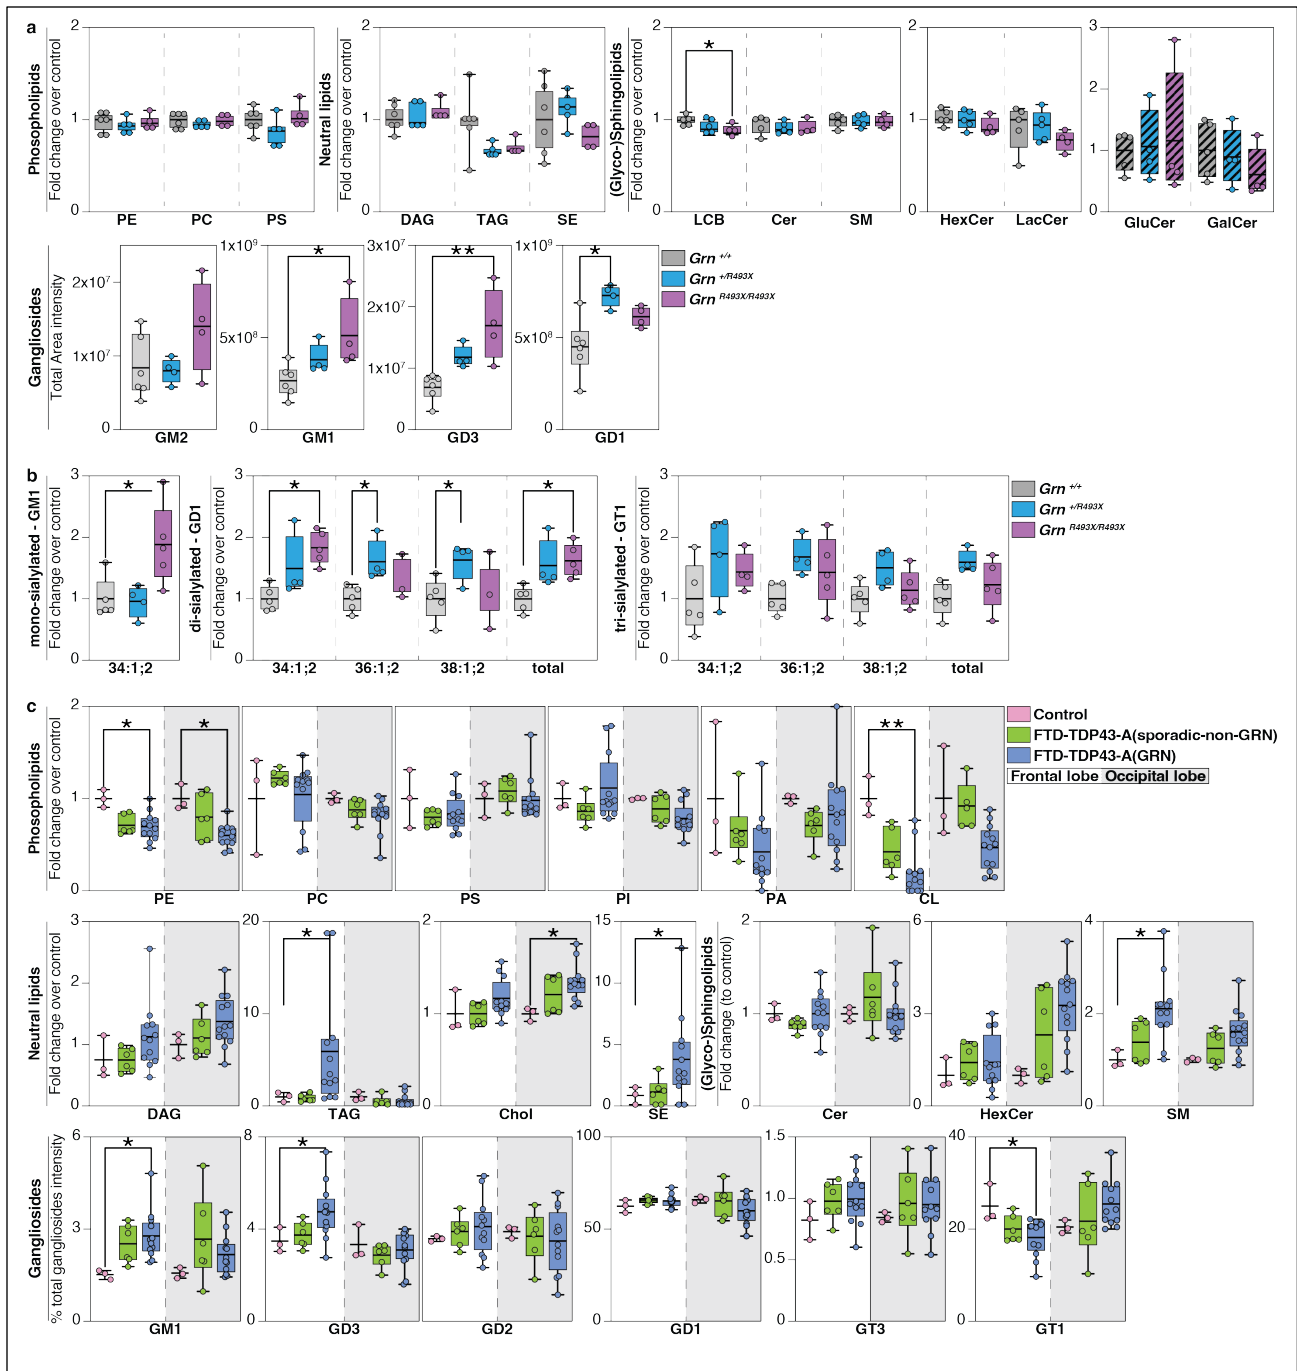 a
Phosopholipids
Fold change over control
2
1
0
PE PC PS
Neutral lipids
Fold change over control
2
1
0
DAG TAG SE
(Glyco-)Sphingolipids
Fold change over control
2
1
0
*
LCB Cer SM
2
1
0
HexCer LacCer
3
2
1
0
GluCer GalCer
Gangliosides
Total Area intensity
2x10⁷
1x10⁷
0
GM2
1x10⁹
5x10⁸
0
*
GM1
3x10⁷
2x10⁷
1x10⁷
0
**
GD3
1x10⁹
5x10⁸
0
*
GD1
Grn +/+
Grn +/R493X
Grn R493X/R493X
b
mono-sialylated - GM1
Fold change over control
3
2
1
0
*
34:1;2
di-sialylated - GD1
Fold change over control
3
2
1
0
* * * *
34:1;2 36:1;2 38:1;2 total
tri-sialylated - GT1
Fold change over control
3
2
1
0
34:1;2 36:1;2 38:1;2 total
Grn +/+
Grn +/R493X
Grn R493X/R493X
c
Phosopholipids
Fold change over control
2
1
0
* *
PE PC PS PI PA CL
**
Control
FTD-TDP43-A(sporadic-non-GRN)
FTD-TDP43-A(GRN)
Frontal lobe Occipital lobe
Neutral lipids
Fold change over control
3
2
1
0
DAG
20
10
0
*
TAG
2
1
0
*
Chol
15
10
5
0
*
SE
(Glyco-)Sphingolipids
Fold change (to control)
2
1
0
Cer
6
3
0
HexCer
4
2
0
*
SM
Gangliosides
% total gangliosides intensity
6
3
0
*
GM1
8
4
0
*
GD3
GD2
100
50
0
GD1
1.5
1.0
0.5
0
GT3
40
20
0
*
GT1